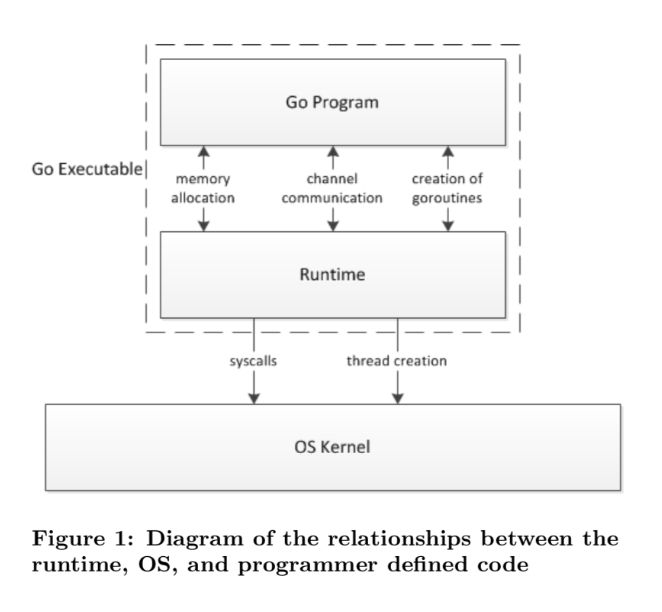 Go Program
Go Executable
memory
allocation
channel
communication
creation of
goroutines
Runtime
syscalls
thread creation
OS Kernel
Figure 1: Diagram of the relationships between the
runtime, OS, and programmer defined code